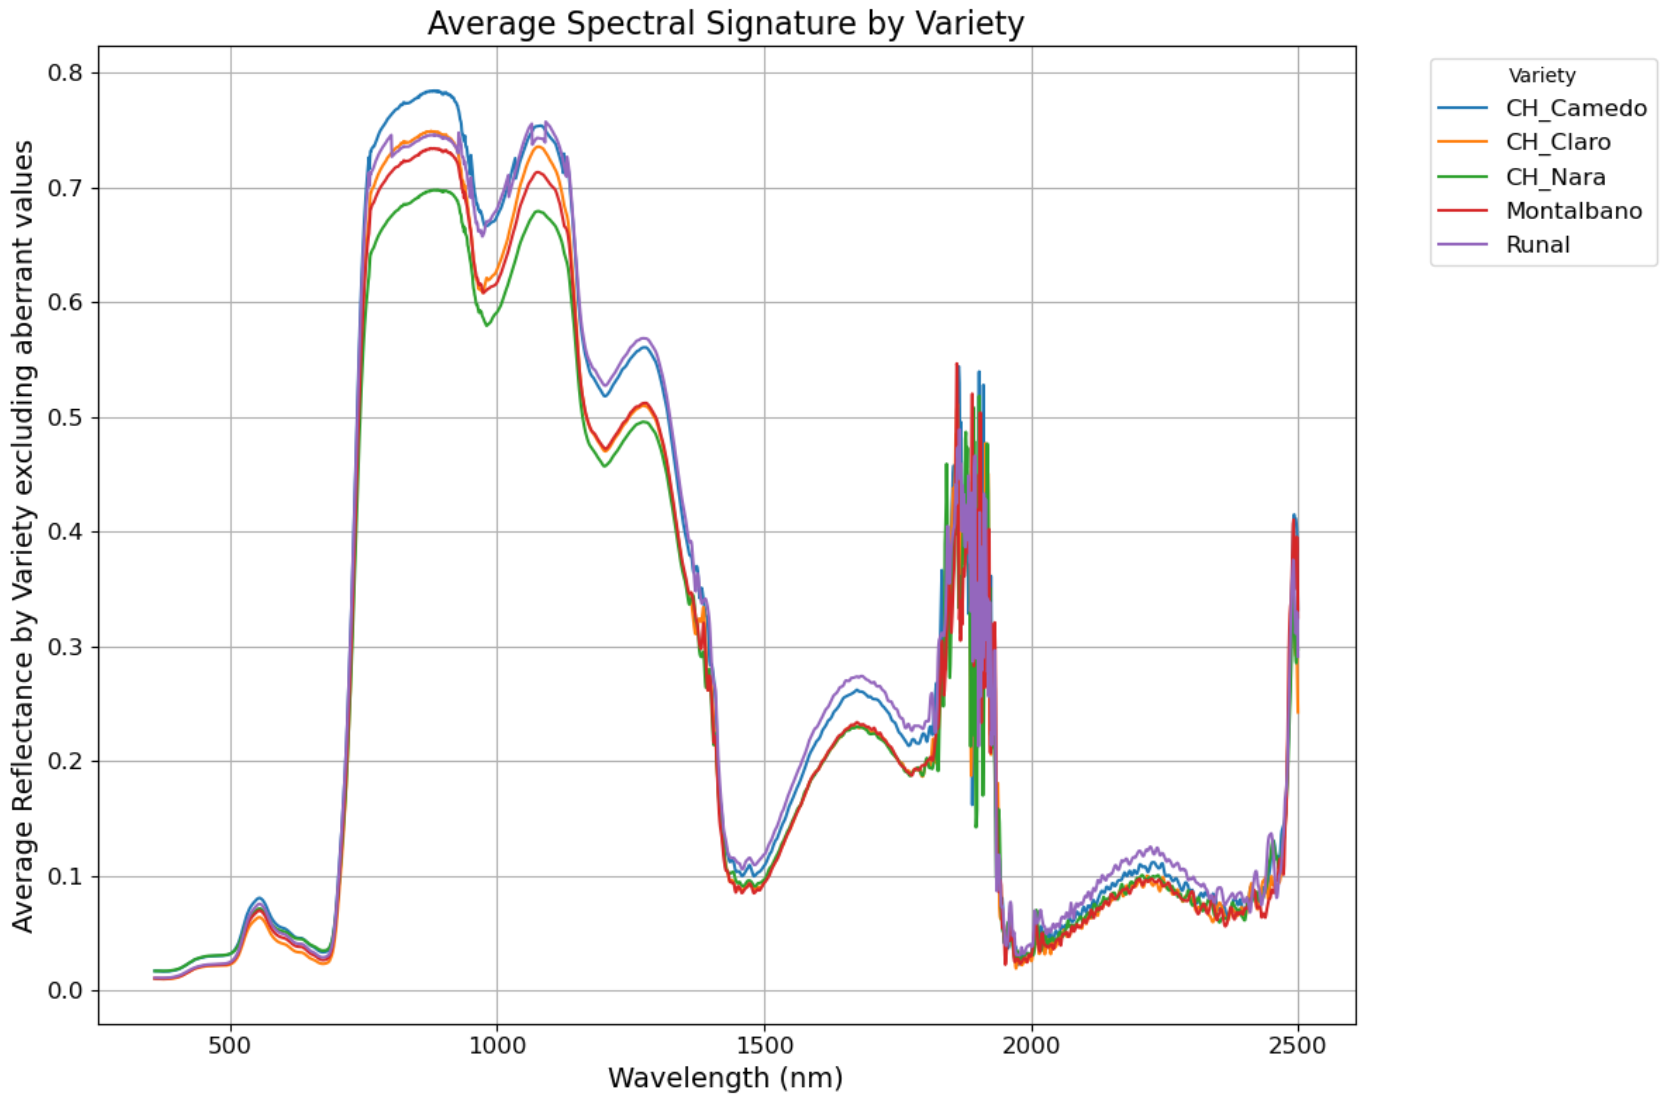 Average Spectral Signature by Variety
Average Reflectance by Variety excluding aberrant values
0.8
0.7
0.6
0.5
0.4
0.3
0.2
0.1
0.0
500
1000
1500
2000
2500
Wavelength (nm)
Variety
CH_Camedo
CH_Claro
CH_Nara
Montalbano
Runal